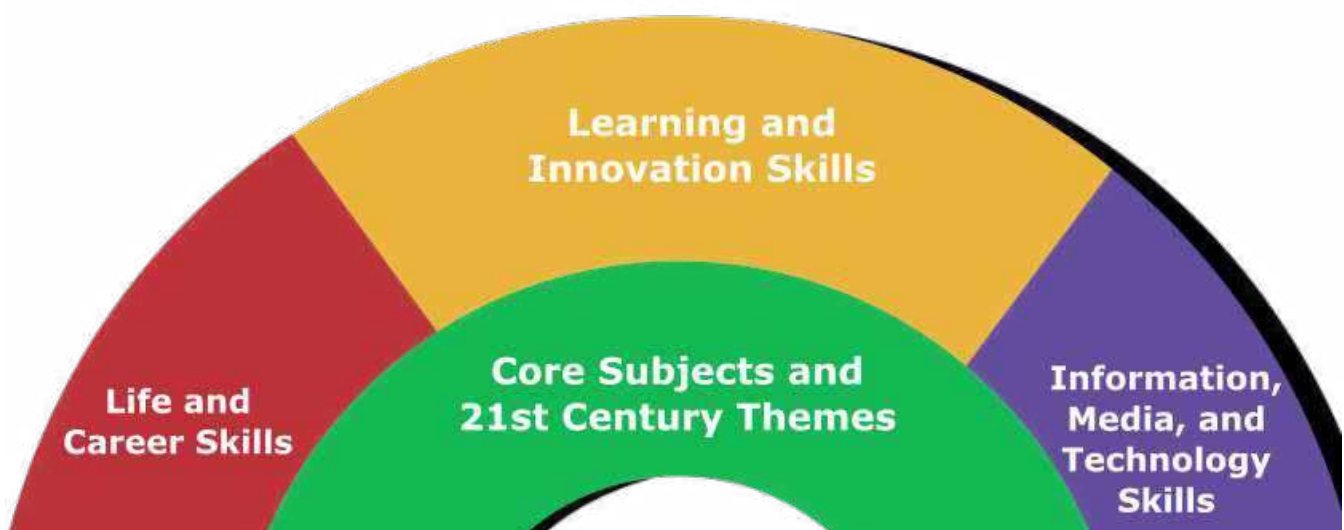 Learning and
Innovation Skills
Core Subjects and
21st Century Themes
Life and
Career Skills
Information,
Media, and
Technology
Skills